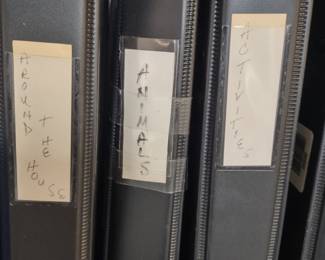 AROUND
THE
HOUSE
ANIMALS
ACTIVITIES